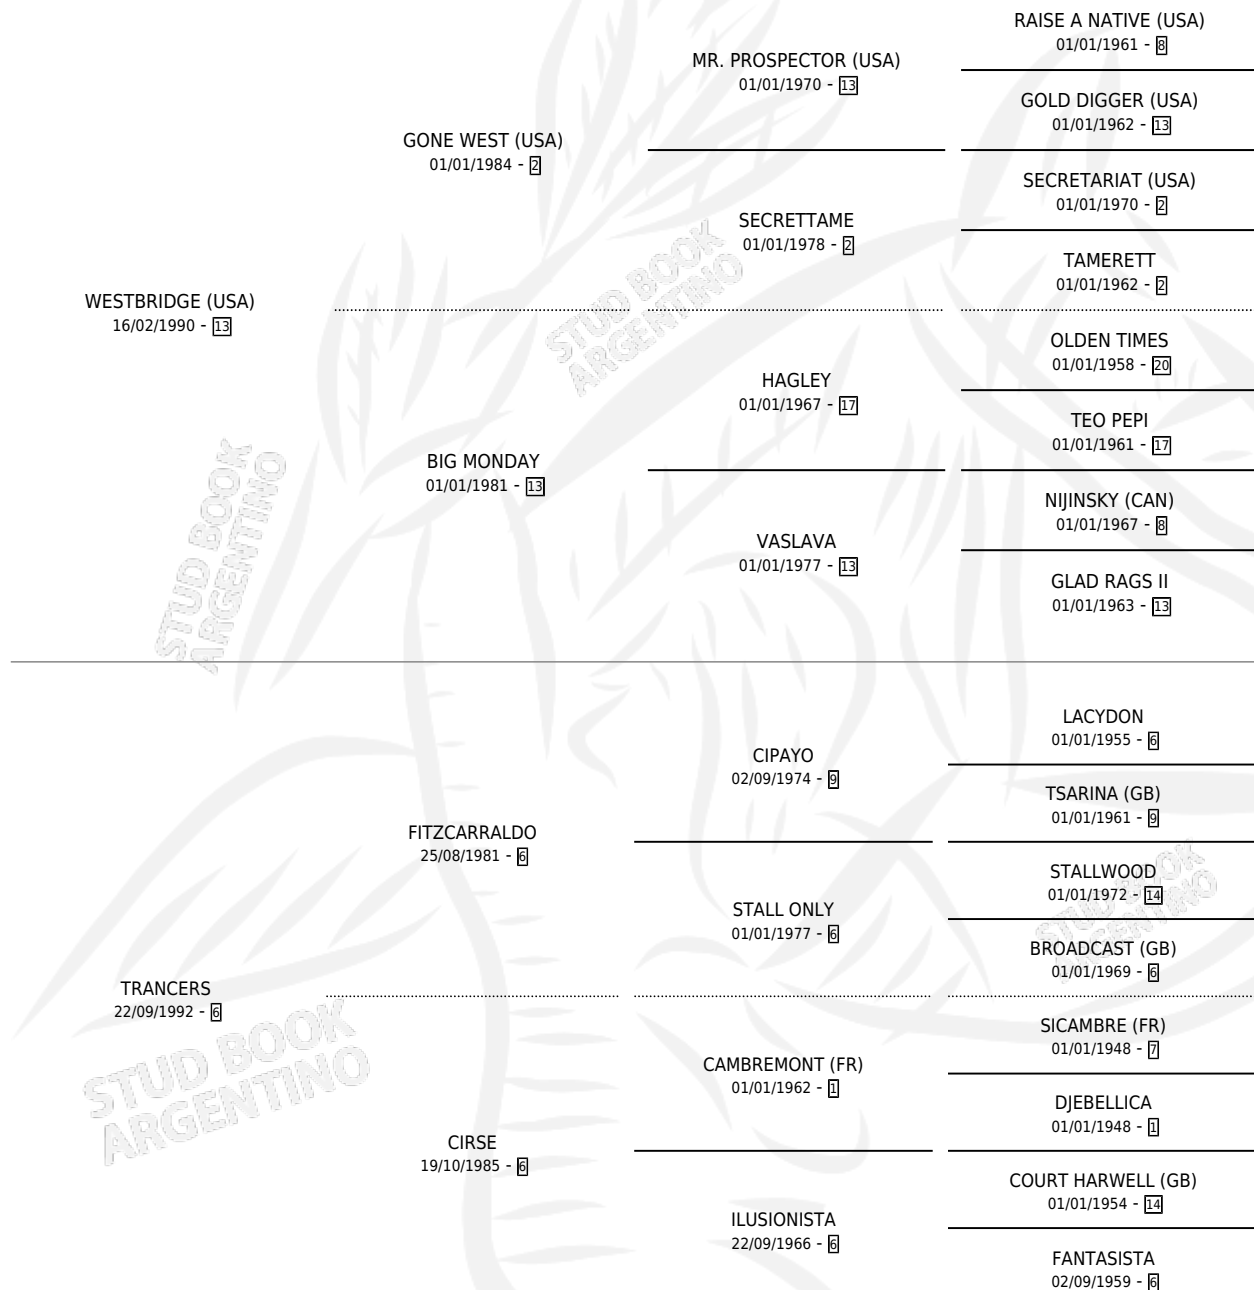 RAISE A NATIVE (USA)
01/01/1961 - 8
MR. PROSPECTOR (USA)
01/01/1970 - 13
GOLD DIGGER (USA)
01/01/1962 - 13
GONE WEST (USA)
01/01/1984 - 2
SECRETARIAT (USA)
01/01/1970 - 2
SECRETTAME
01/01/1978 - 2
TAMERETT
01/01/1962 - 2
WESTBRIDGE (USA)
16/02/1990 - 13
OLDEN TIMES
01/01/1958 - 20
HAGLEY
01/01/1967 - 17
TEO PEPI
01/01/1961 - 17
BIG MONDAY
01/01/1981 - 13
NIJINSKY (CAN)
01/01/1967 - 8
VASLAVA
01/01/1977 - 13
GLAD RAGS II
01/01/1963 - 13
LACYDON
01/01/1955 - 6
CIPAYO
02/09/1974 - 9
TSARINA (GB)
01/01/1961 - 9
FITZCARRALDO
25/08/1981 - 6
STALLWOOD
01/01/1972 - 14
STALL ONLY
01/01/1977 - 6
BROADCAST (GB)
01/01/1969 - 6
TRANCERS
22/09/1992 - 6
SICAMBRE (FR)
01/01/1948 - 7
CAMBREMONT (FR)
01/01/1962 - 1
DJEBELLICA
01/01/1948 - 1
CIRSE
19/10/1985 - 6
COURT HARWELL (GB)
01/01/1954 - 14
ILUSIONISTA
22/09/1966 - 6
FANTASISTA
02/09/1959 - 6
STUD BOOK
ARGENTINO
STUD BOOK
ARGENTINO
STUD BOOK
ARGENTINO
STUD BOOK
ARGENTINO